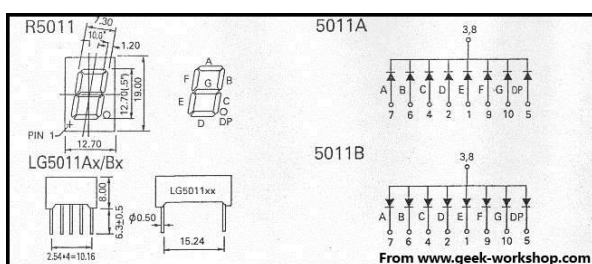 R5011
7.30
10.0°
1.20
A
F
B
G
E
C
D
DP
12.70(.5")
19.00
PIN 1
12.70
LG5011Ax/Bx
8.00
6.3±0.5
2.54*4=10.16
LG5011xx
ϕ0.50
15.24
5011A
3,8
A B C D E F G DP
7 6 4 2 1 9 10 5
5011B
3,8
A B C D E F G DP
7 6 4 2 1 9 10 5
From www.geek-workshop.com